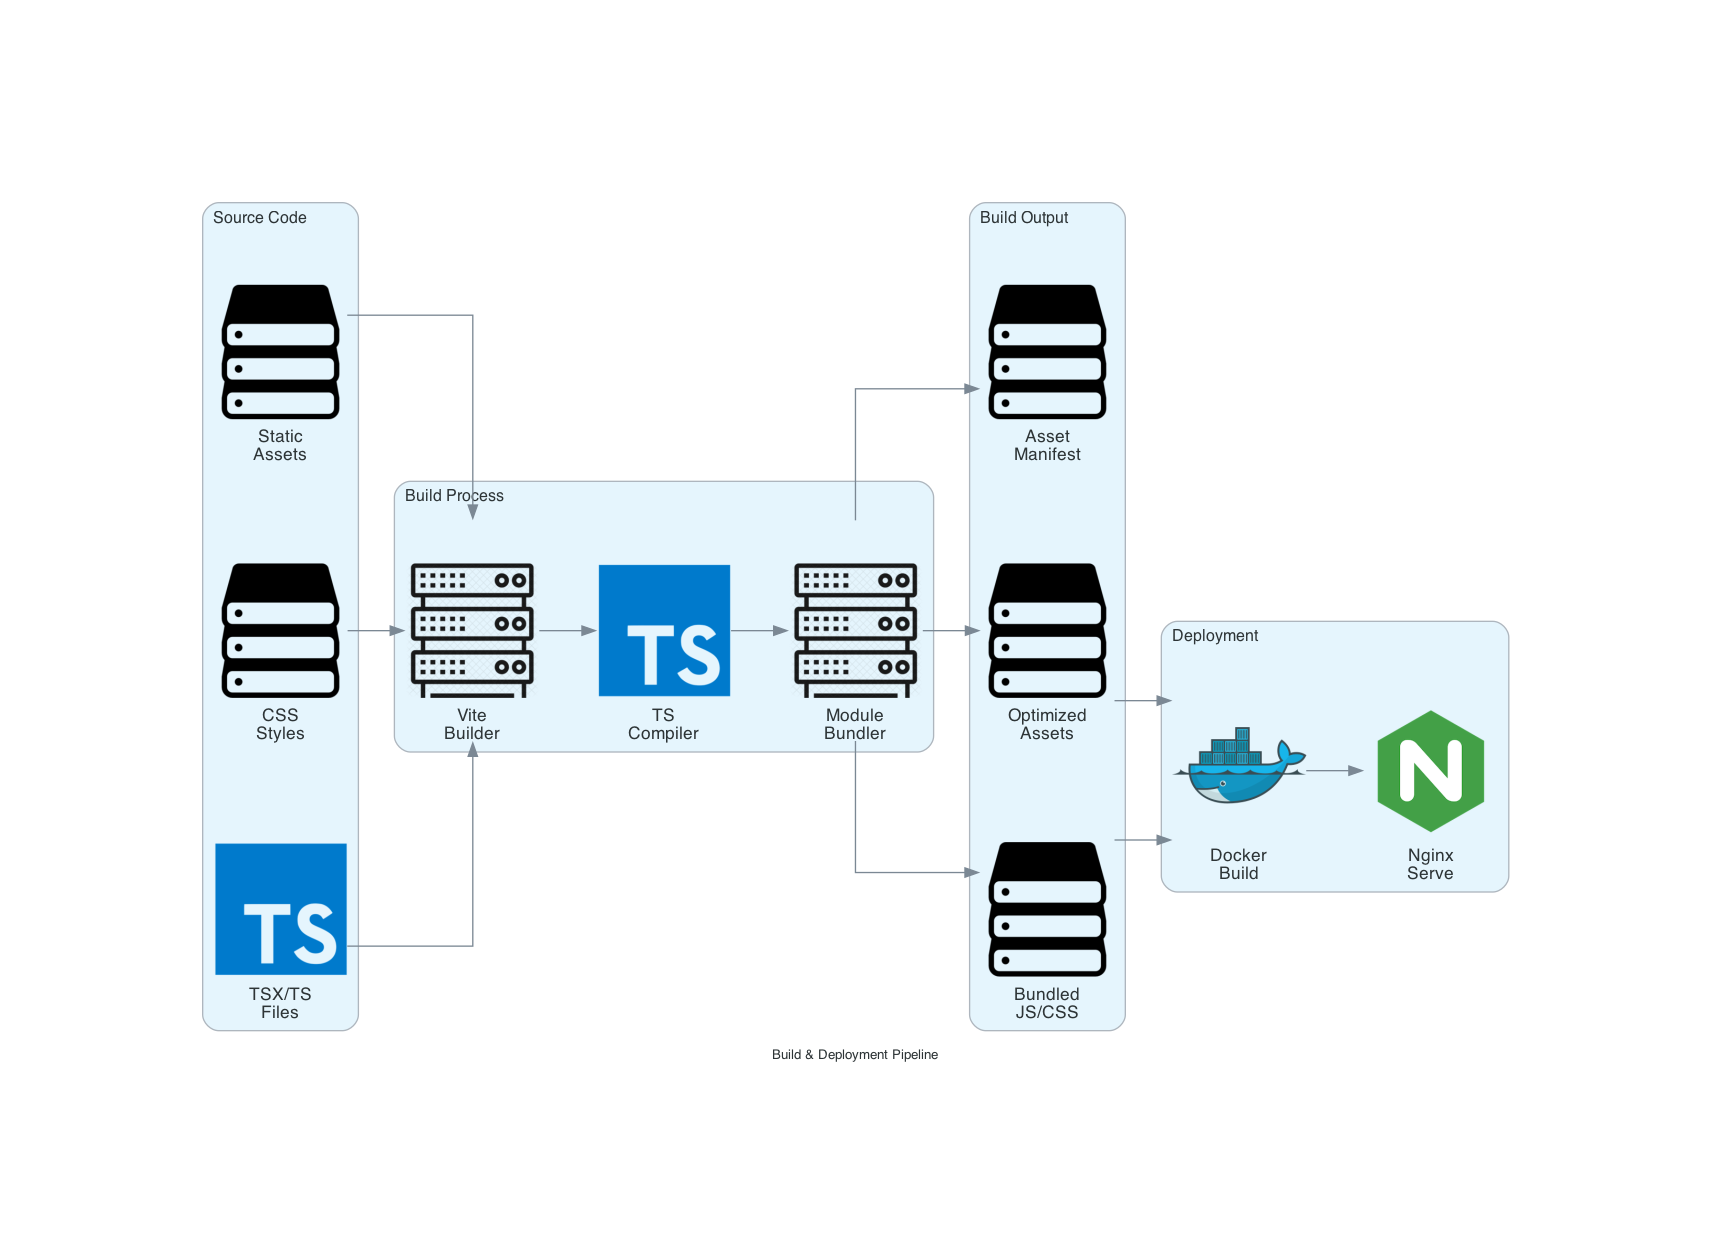 Source Code
Static
Assets
CSS
Styles
TS
TSX/TS
Files
Build Process
Vite
Builder
TS
TS
Compiler
Module
Bundler
Build Output
Asset
Manifest
Optimized
Assets
Bundled
JS/CSS
Deployment
Docker
Build
N
Nginx
Serve
Build & Deployment Pipeline